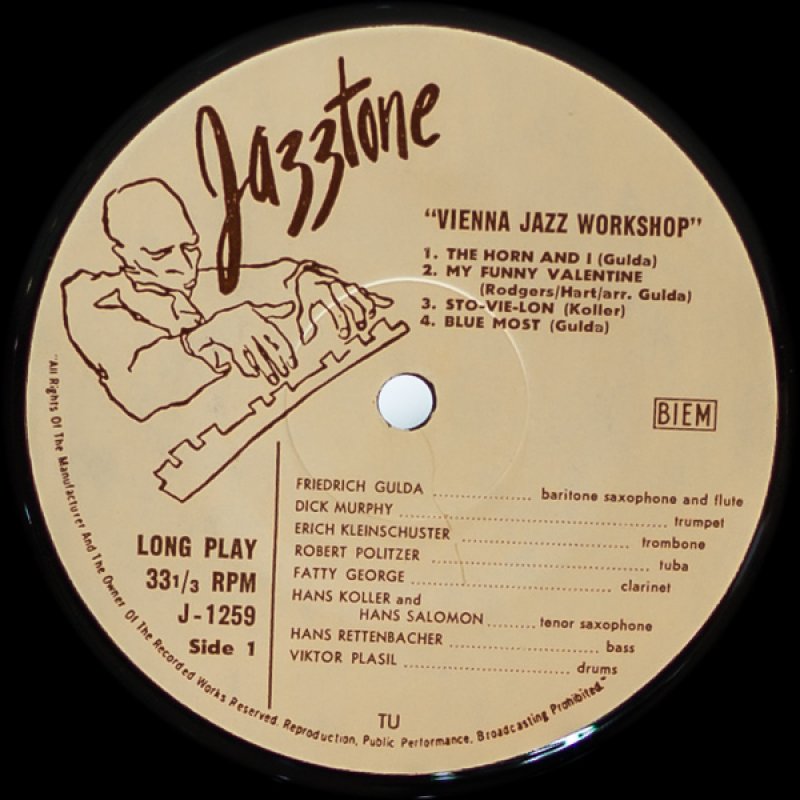 Jazztone
"VIENNA JAZZ WORKSHOP"
1. THE HORN AND I (Gulda)
2. MY FUNNY VALENTINE
(Rodgers/Hart/arr. Gulda)
3. STO-VIE-LON (Koller)
4. BLUE MOST (Gulda)
BIEM
FRIEDRICH GULDA .................. baritone saxophone and flute
DICK MURPHY .................. trumpet
ERICH KLEINSCHUSTER .................. trombone
ROBERT POLITZER .................. tuba
FATTY GEORGE .................. clarinet
HANS KOLLER and
HANS SALOMON ........ tenor saxophone
HANS RETTENBACHER .................. bass
VIKTOR PLASIL .................. drums
LONG PLAY
33 1/3 RPM
J-1259
Side 1
TU
"All Rights Of The Manufacturer And The Owner Of The Recorded Works Reserved. Reproduction, Public Performance, Broadcasting Prohibited."